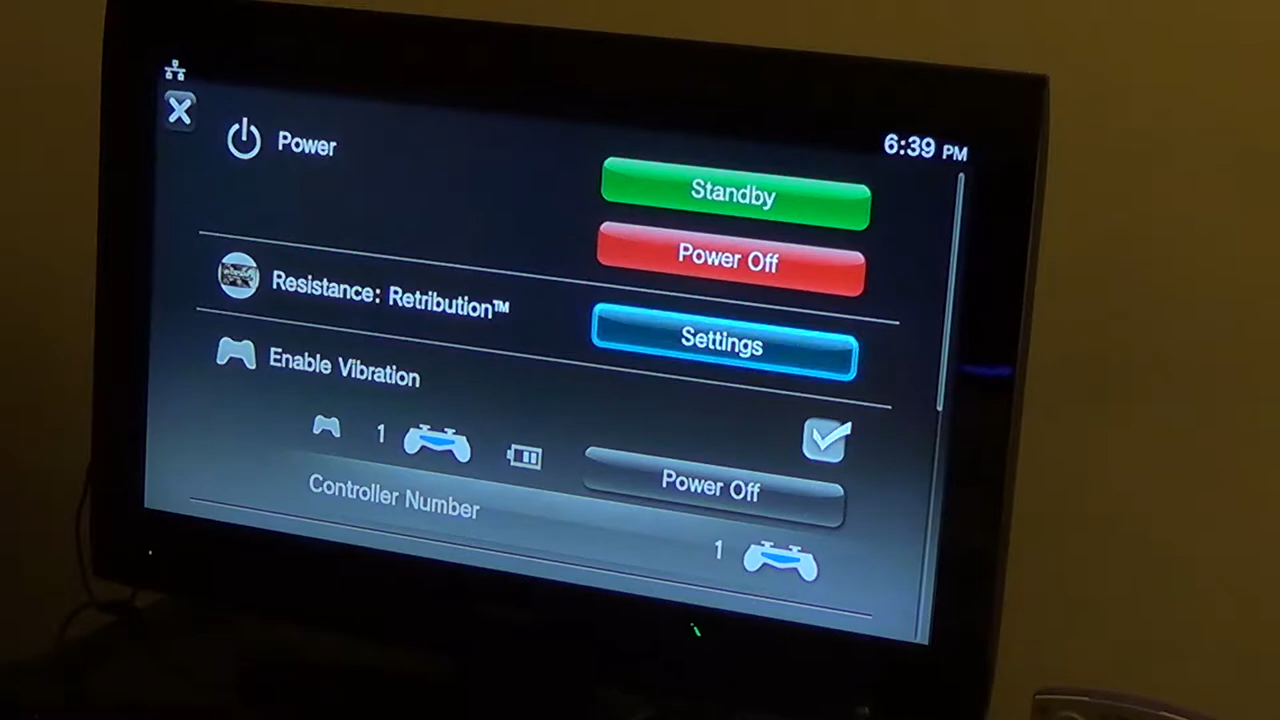 6:39 PM
Power
Standby
Power Off
Resistance: Retribution™
Settings
Enable Vibration
1
Power Off
Controller Number
1